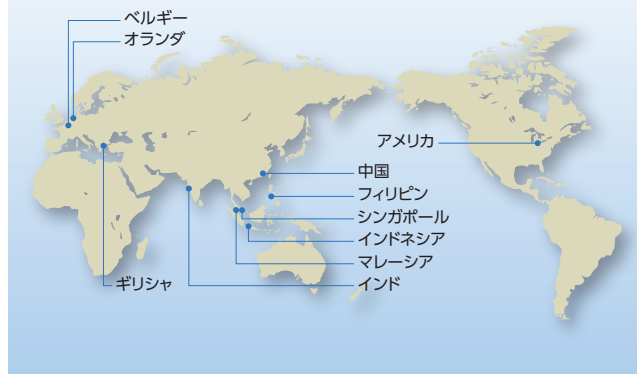 ベルギー
オランダ
アメリカ
中国
フィリピン
シンガポール
インドネシア
マレーシア
ギリシャ
インド